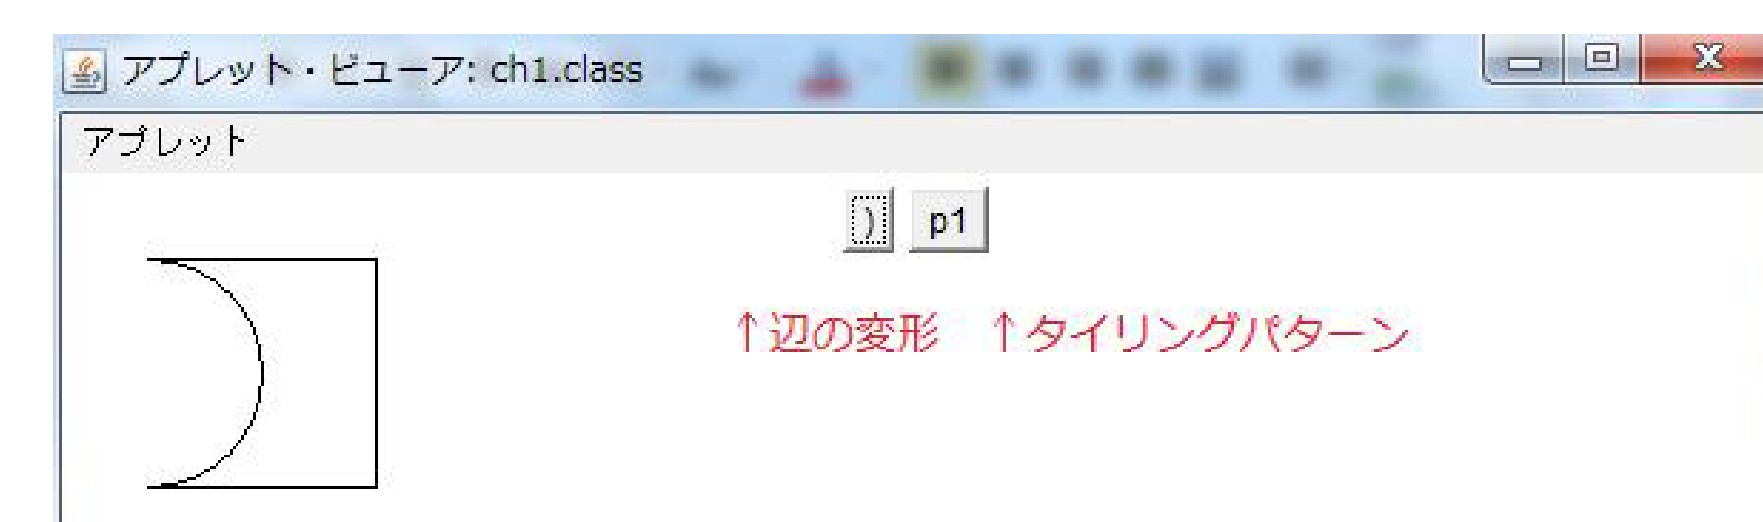 アプレット・ビューア: ch1.class
アプレット
) p1
↑辺の変形 ↑タイリングパターン